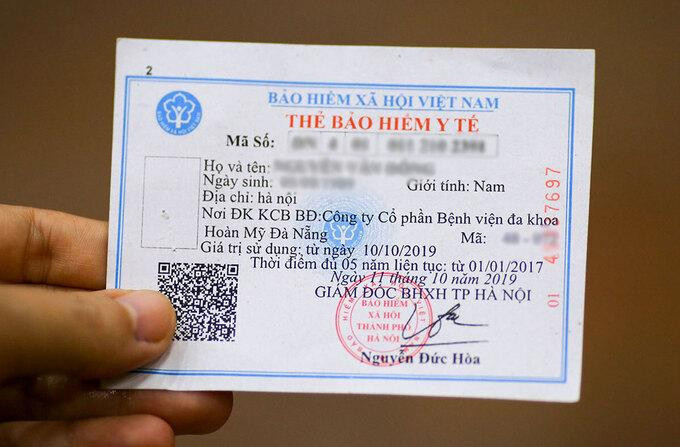 2
BẢO HIỂM XÃ HỘI VIỆT NAM
THẺ BẢO HIỂM Y TẾ
Mã Số:
Họ và tên:
Ngày sinh: Giới tính: Nam
Địa chỉ: hà nội
Nơi ĐK KCB BĐ:Công ty Cổ phần Bệnh viện đa khoa
Hoàn Mỹ Đà Nẵng Mã:
Giá trị sử dụng: từ ngày 10/10/2019
Thời điểm đủ 05 năm liên tục: từ 01/01/2017
Ngày 11 tháng 10 năm 2019
GIÁM ĐỐC BHXH TP HÀ NỘI
BẢO HIỂM
XÃ HỘI
THÀNH PHỐ
HÀ NỘI
Nguyễn Đức Hòa